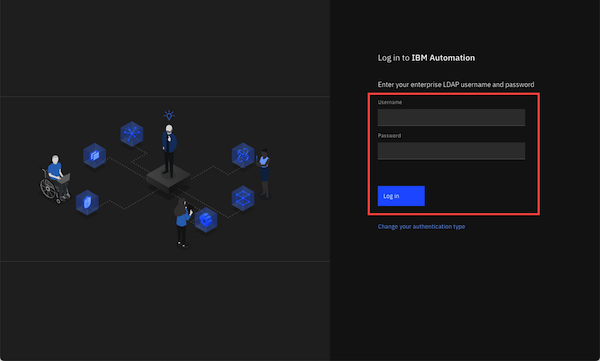 Log in to IBM Automation
Enter your enterprise LDAP username and password
Username
Password
Log in
Change your authentication type